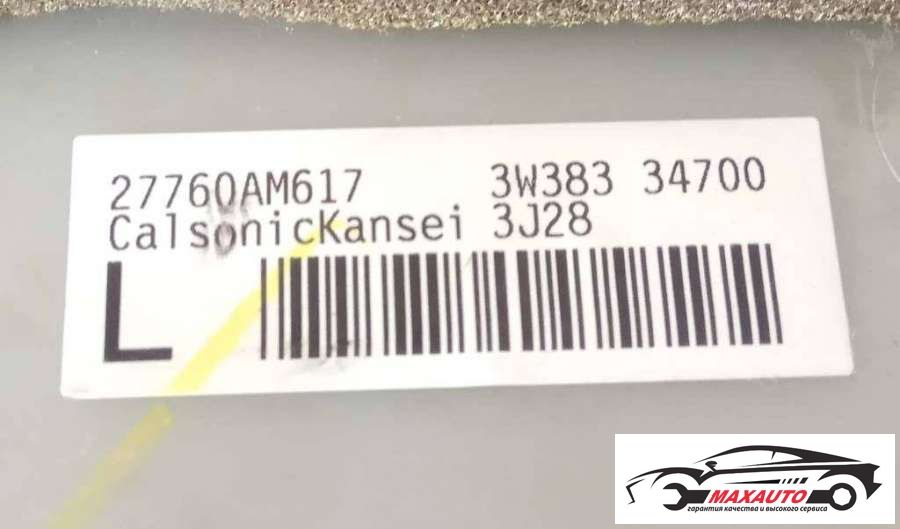 27760AM617 3W383 34700
CalsonicKansei 3J28
L
MAXAUTO
гарантия качества и высокого сервиса